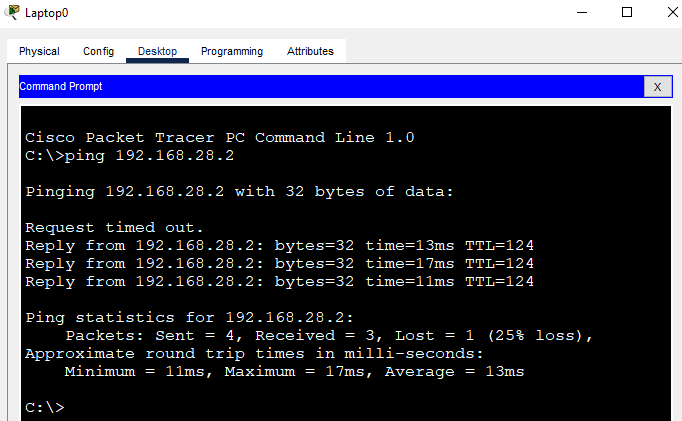 Laptop0
Physical Config Desktop Programming Attributes
Command Prompt X
Cisco Packet Tracer PC Command Line 1.0
C:\>ping 192.168.28.2
Pinging 192.168.28.2 with 32 bytes of data:
Request timed out.
Reply from 192.168.28.2: bytes=32 time=13ms TTL=124
Reply from 192.168.28.2: bytes=32 time=17ms TTL=124
Reply from 192.168.28.2: bytes=32 time=11ms TTL=124
Ping statistics for 192.168.28.2:
    Packets: Sent = 4, Received = 3, Lost = 1 (25% loss),
Approximate round trip times in milli-seconds:
    Minimum = 11ms, Maximum = 17ms, Average = 13ms
C:\>